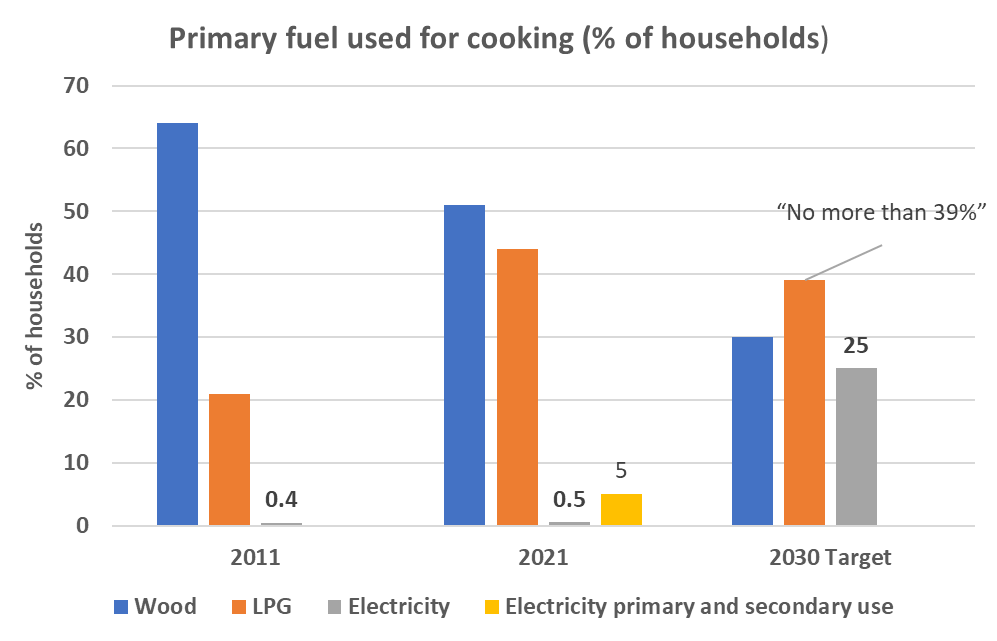 Primary fuel used for cooking (% of households)
% of households
70
60
50
40
30
20
10
0
0.4
0.5
5
“No more than 39%”
25
2011
2021
2030 Target
Wood
LPG
Electricity
Electricity primary and secondary use